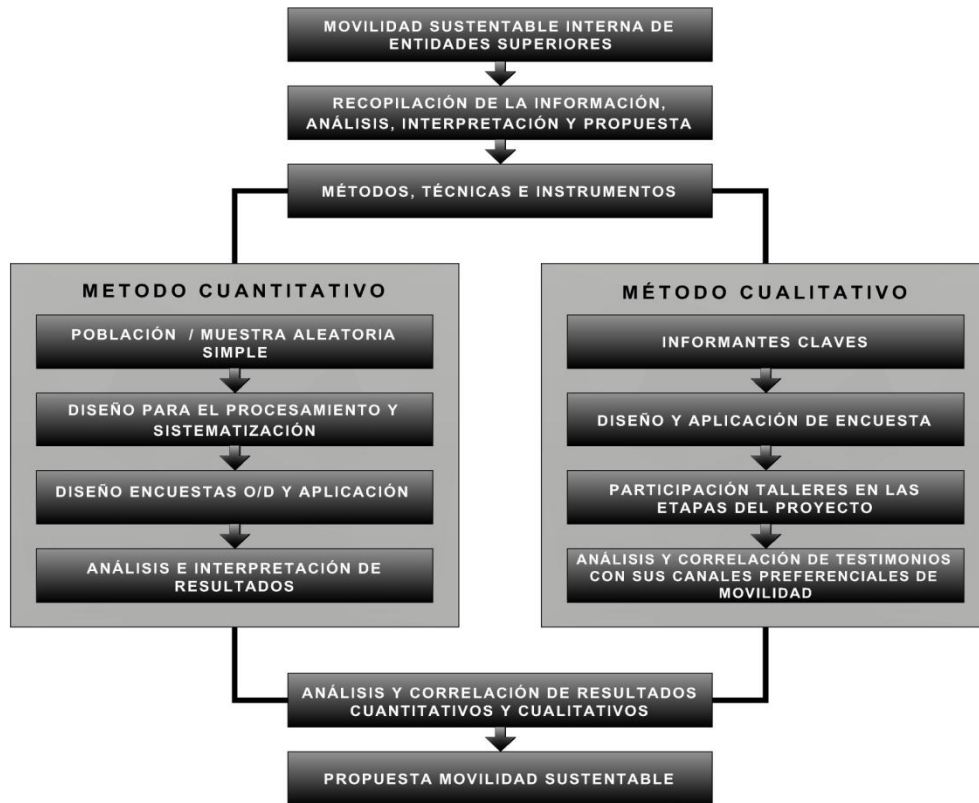 MOVILIDAD SUSTENTABLE INTERNA DE
ENTIDADES SUPERIORES
RECOPILACIÓN DE LA INFORMACIÓN,
ANÁLISIS, INTERPRETACIÓN Y PROPUESTA
MÉTODOS, TÉCNICAS E INSTRUMENTOS
METODO CUANTITATIVO
POBLACIÓN / MUESTRA ALEATORIA
SIMPLE
DISEÑO PARA EL PROCESAMIENTO Y
SISTEMATIZACIÓN
DISEÑO ENCUESTAS O/D Y APLICACIÓN
ANÁLISIS E INTERPRETACIÓN DE
RESULTADOS
MÉTODO CUALITATIVO
INFORMANTES CLAVES
DISEÑO Y APLICACIÓN DE ENCUESTA
PARTICIPACIÓN TALLERES EN LAS
ETAPAS DEL PROYECTO
ANÁLISIS Y CORRELACIÓN DE TESTIMONIOS
CON SUS CANALES PREFERENCIALES DE
MOVILIDAD
ANÁLISIS Y CORRELACIÓN DE RESULTADOS
CUANTITATIVOS Y CUALITATIVOS
PROPUESTA MOVILIDAD SUSTENTABLE